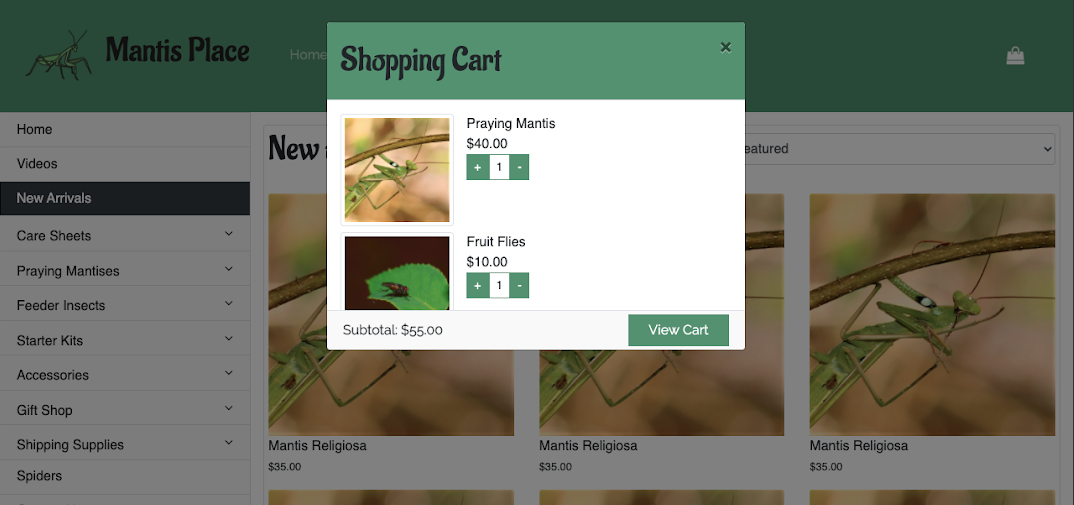 Mantis Place
Home
Shopping Cart
×
Praying Mantis
$40.00
+ 1 -
Fruit Flies
$10.00
+ 1 -
Subtotal: $55.00
View Cart
Home
Videos
New Arrivals
Care Sheets
Praying Mantises
Feeder Insects
Starter Kits
Accessories
Gift Shop
Shipping Supplies
Spiders
New
eatured
Mantis Religiosa
$35.00
Mantis Religiosa
$35.00
Mantis Religiosa
$35.00